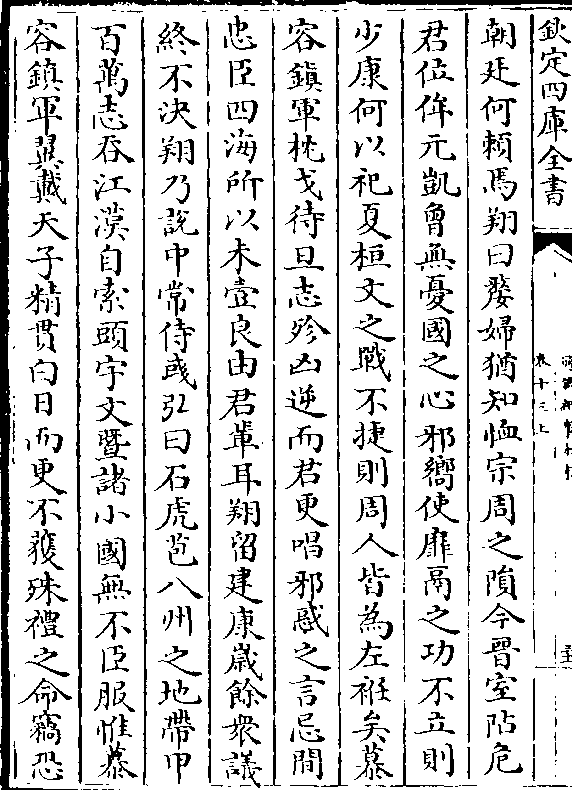 欽定四庫全書
朝廷何賴焉翔曰嫠婦猶知恤宗周之隕今晉室阽危
君位侔元凱曾無憂國之心邪嚮使靡鬲之功不立則
少康何以祀夏桓文之戰不捷則周人皆為左袵矣慕
容鎮軍枕戈待旦志殄凶逆而君更唱邪惑之言忌間
忠臣四海所以未壹良由君輩耳翔留建康歲餘衆議
終不決翔乃說中常侍彧弘曰石虎苞八州之地帶甲
百萬志吞江漢自索頭宇文暨諸小國無不臣服惟慕
容鎮軍翼戴天子精貫白日而更不獲殊禮之命竊恐